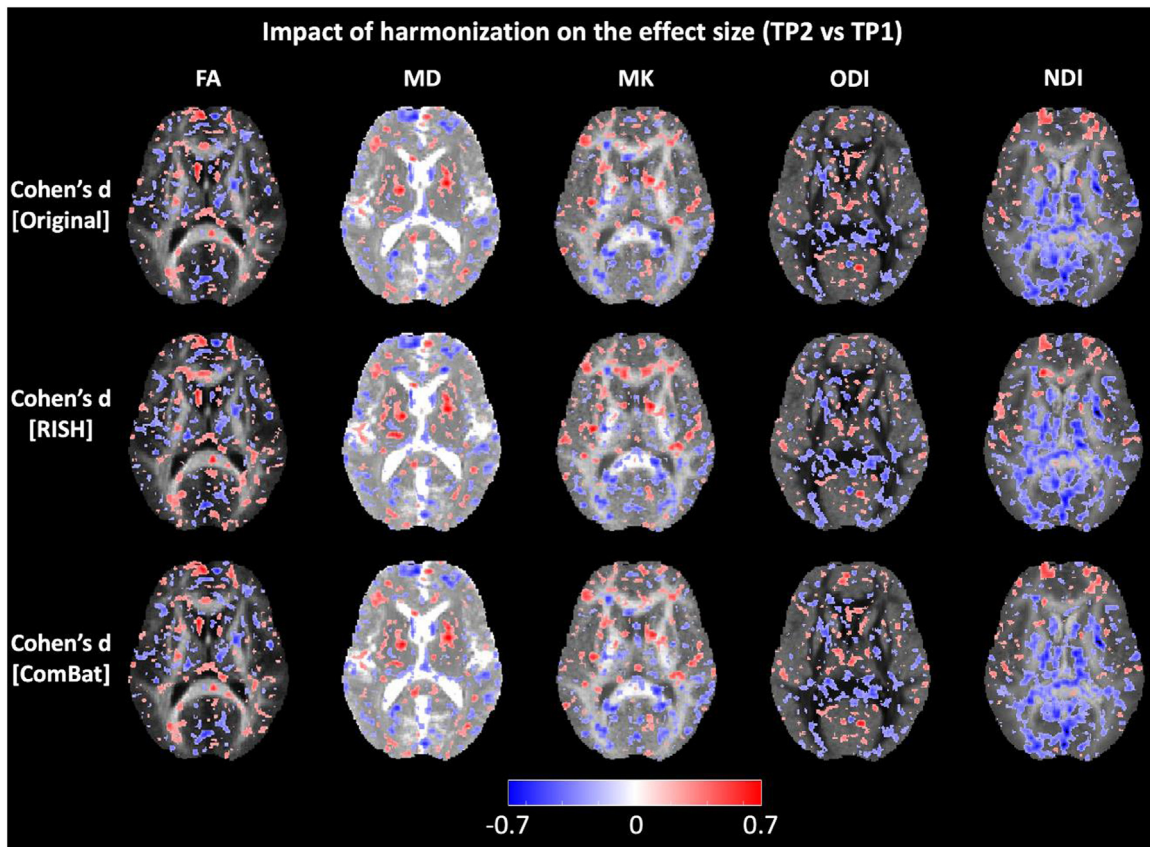 Impact of harmonization on the effect size (TP2 vs TP1)
FA MD MK ODI NDI
Cohen’s d
[Original]
Cohen’s d
[RISH]
Cohen’s d
[ComBat]
-0.7 0 0.7